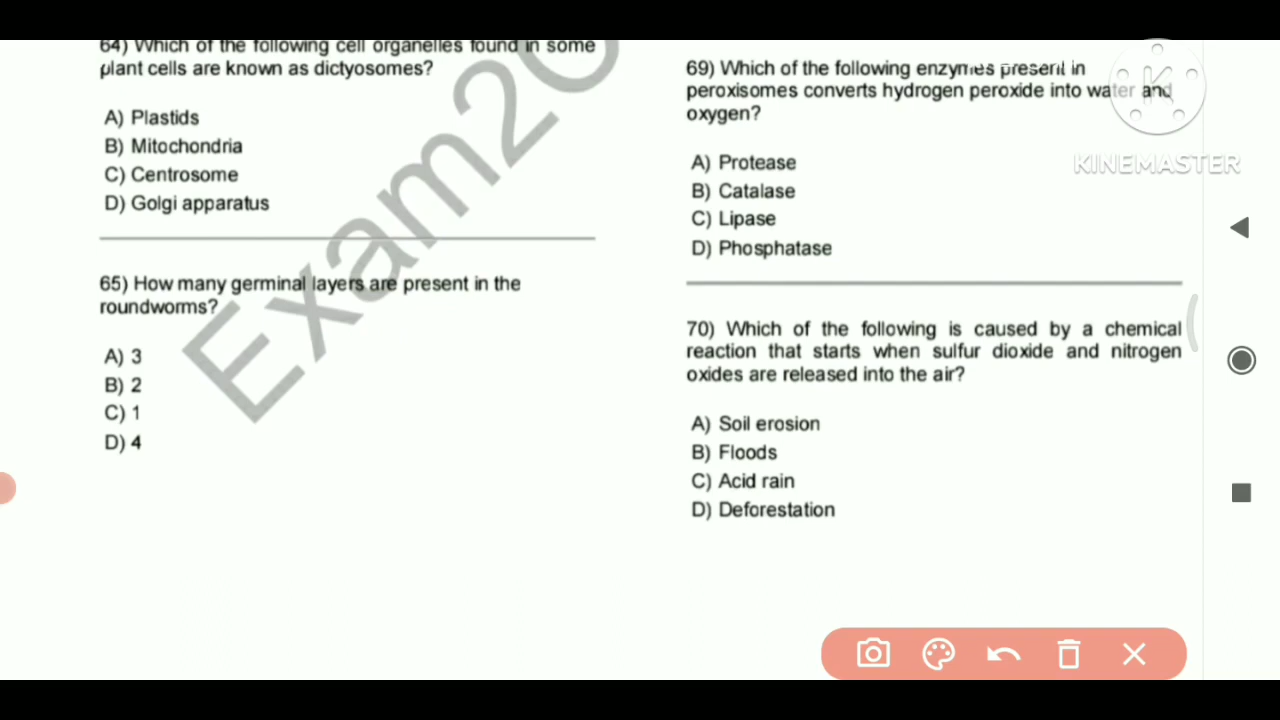 64) Which of the following cell organelles found in some
plant cells are known as dictyosomes?
A) Plastids
B) Mitochondria
C) Centrosome
D) Golgi apparatus
65) How many germinal layers are present in the
roundworms?
A) 3
B) 2
C) 1
D) 4
69) Which of the following enzymes present in
peroxisomes converts hydrogen peroxide into water and
oxygen?
A) Protease
B) Catalase
C) Lipase
D) Phosphatase
70) Which of the following is caused by a chemical
reaction that starts when sulfur dioxide and nitrogen
oxides are released into the air?
A) Soil erosion
B) Floods
C) Acid rain
D) Deforestation
Exam2
K
KINEMASTER